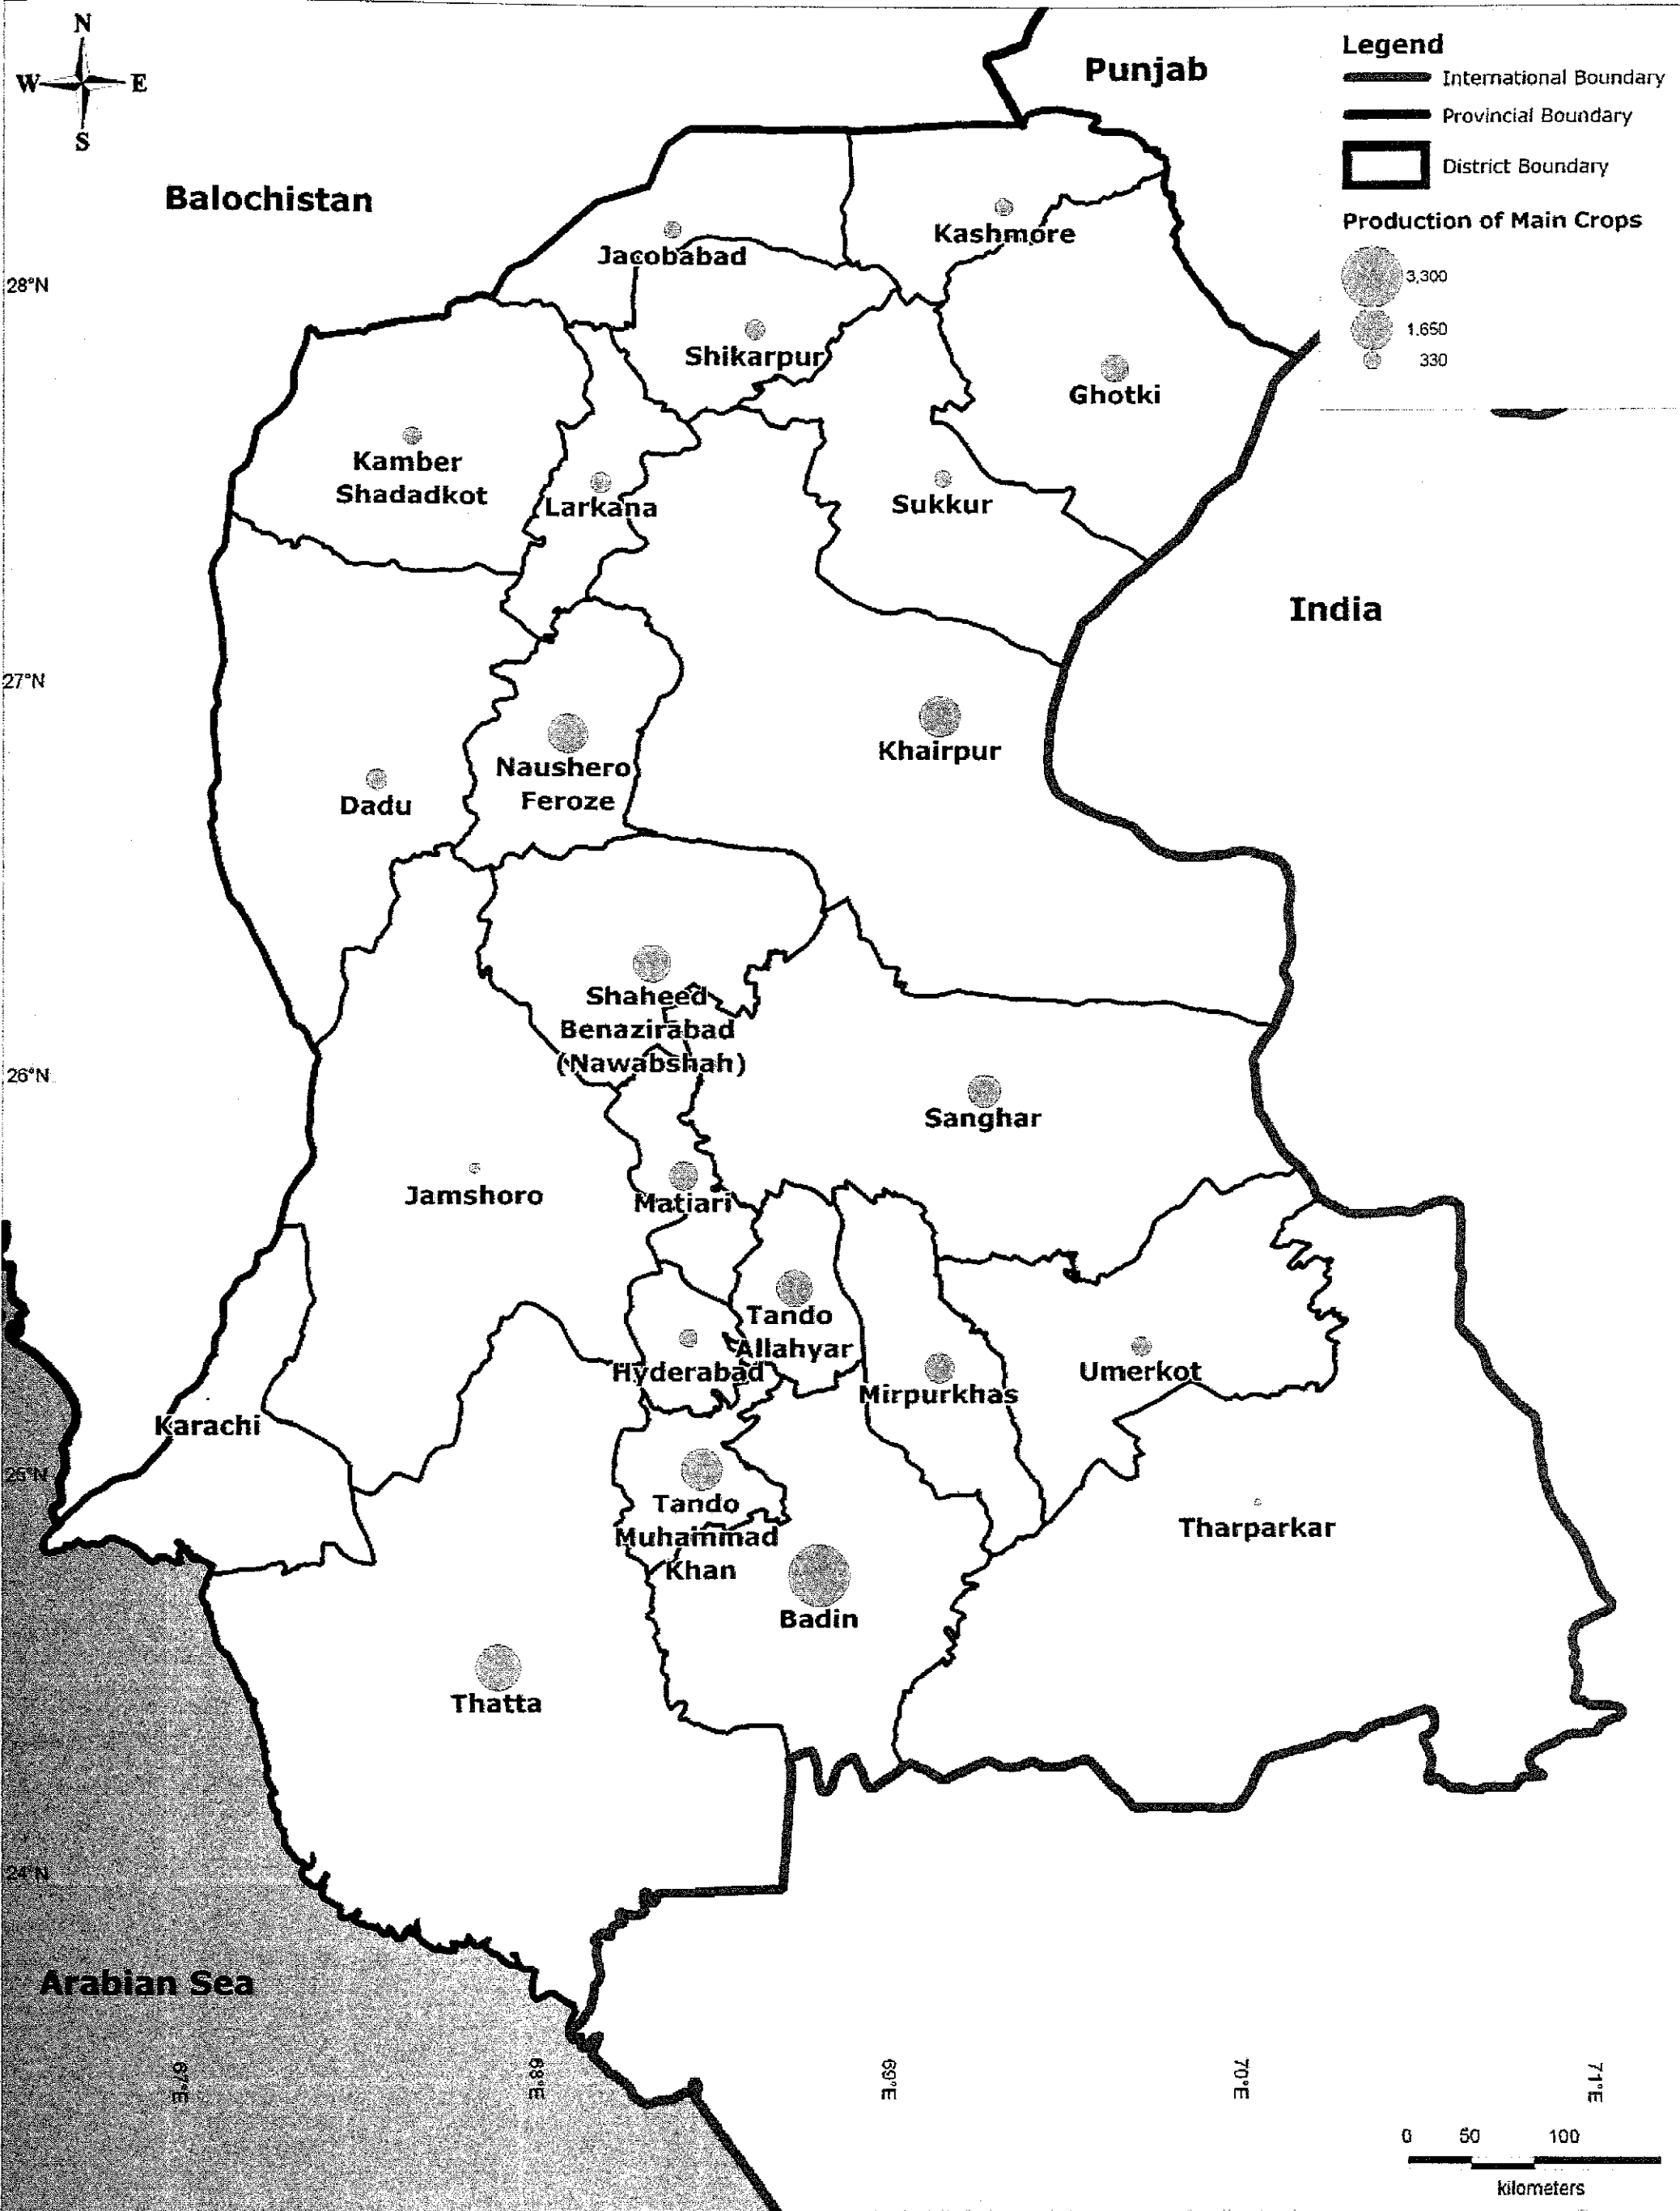 N
W
E
S
Punjab
Legend
International Boundary
Provincial Boundary
District Boundary
Production of Main Crops
3,300
1.650
330
Balochistan
Kashmore
Jacobabad
28°N
Shikarpur
Ghotki
Kamber
Shadadkot
Larkana
Sukkur
India
27°N
Khairpur
Naushero
Feroze
Dadu
Shaheed
Benazirabad
(Nawabshah)
26°N
Sanghar
Jamshoro
Matiari
Tando
Allahyar
Hyderabad
Umerkot
Mirpurkhas
Karachi
25°N
Tando
Muhammad
Khan
Tharparkar
Badin
Thatta
24°N
Arabian Sea
67°E
68°E
69°E
70°E
71°E
0 50 100
kilometers